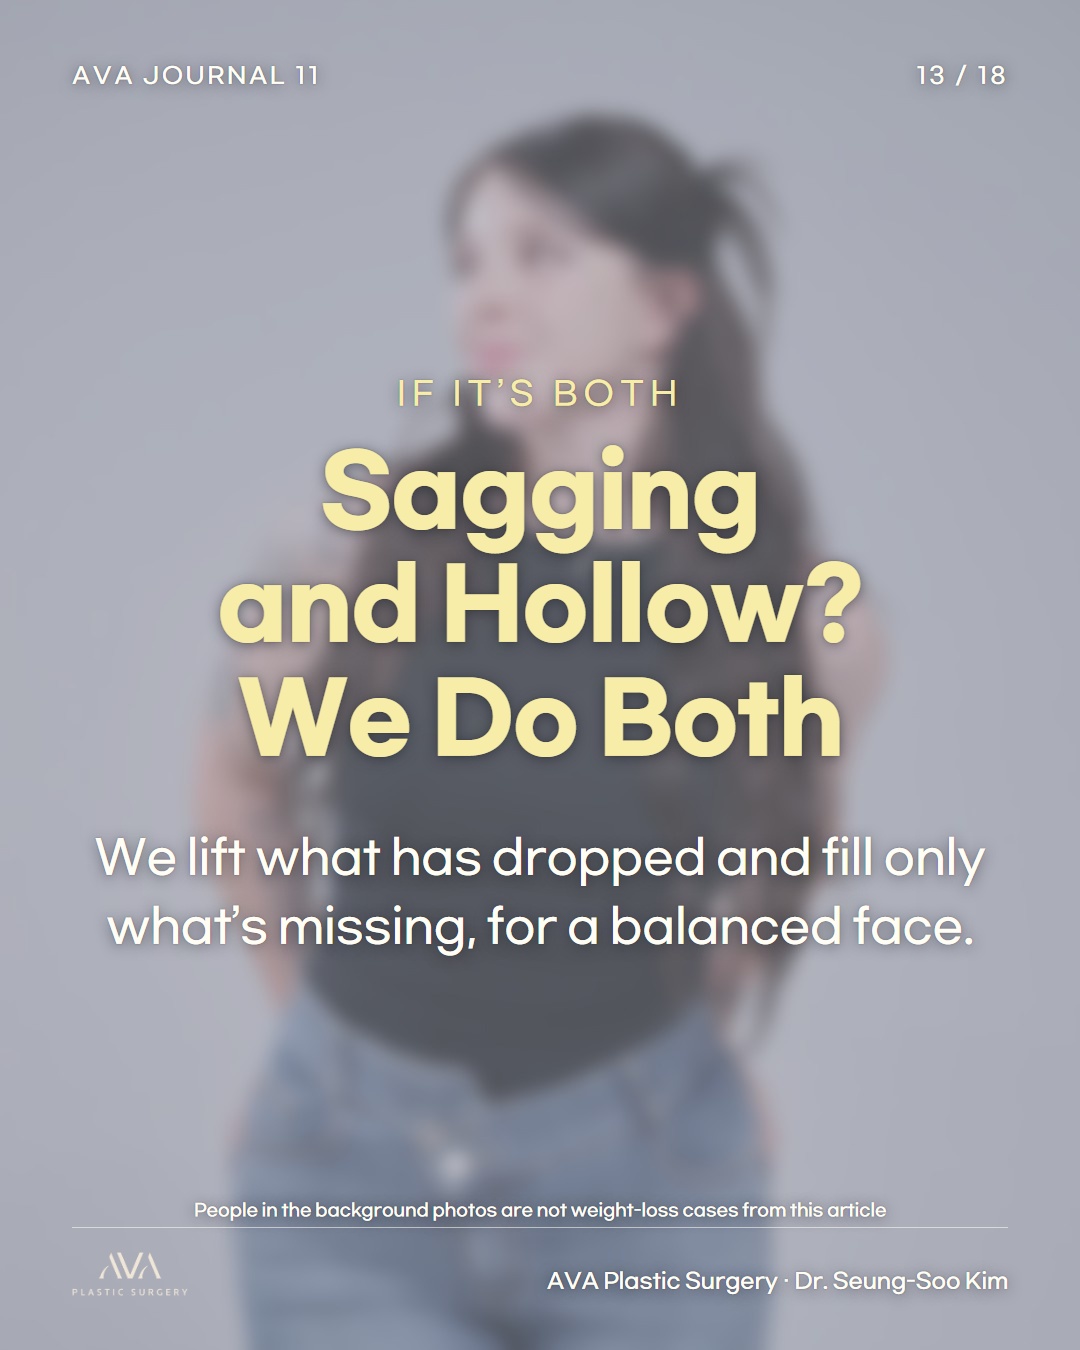 AVA JOURNAL 11
13 / 18
IF IT’S BOTH
Sagging
and Hollow?
We Do Both
We lift what has dropped and fill only
what’s missing, for a balanced face.
People in the background photos are not weight-loss cases from this article
AVA
PLASTIC SURGERY
AVA Plastic Surgery · Dr. Seung-Soo Kim